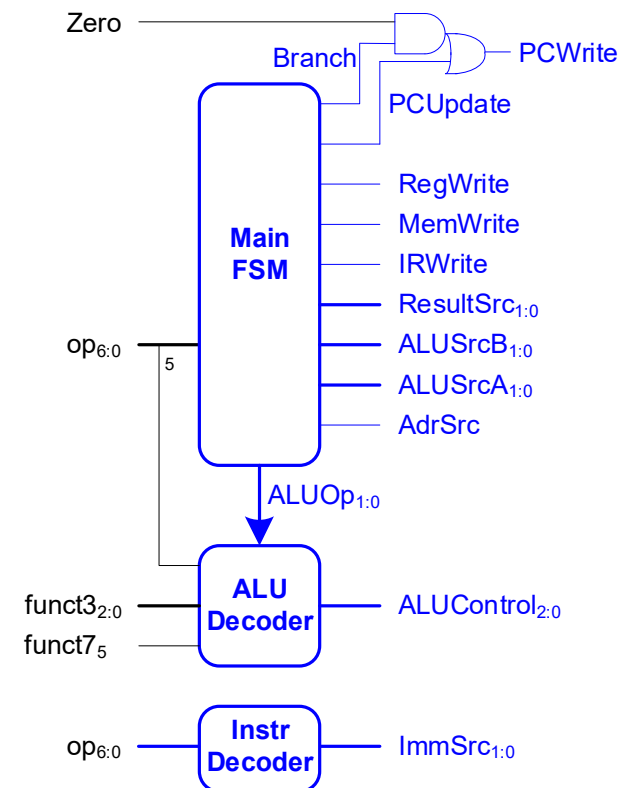 Zero
Branch
PCWrite
PCUpdate
RegWrite
MemWrite
Main
FSM
IRWrite
ResultSrc1:0
op6:0
5
ALUSrcB1:0
ALUSrcA1:0
AdrSrc
ALUOp1:0
ALU
Decoder
funct32:0
ALUControl2:0
funct75
Instr
Decoder
op6:0
ImmSrc1:0